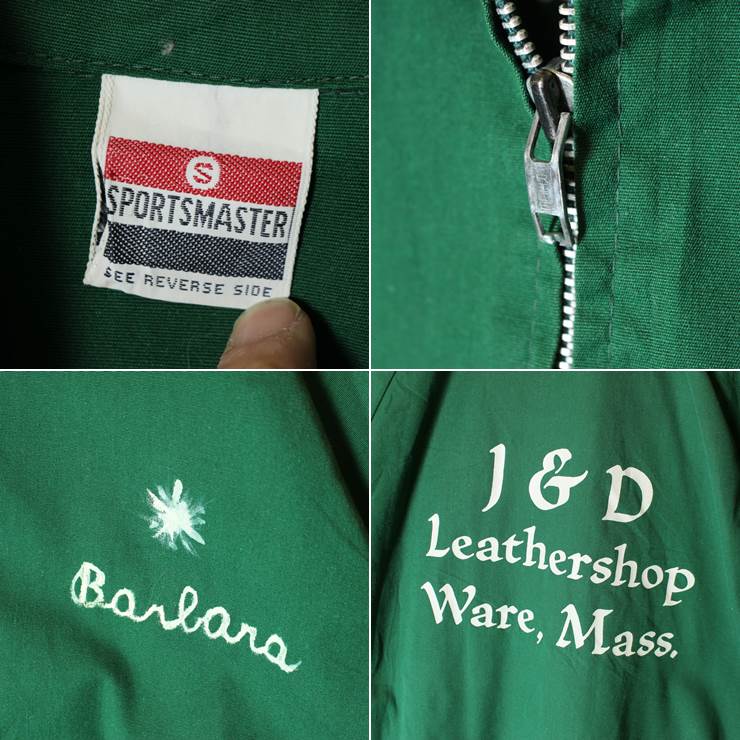 S
SPORTSMASTER
SEE REVERSE SIDE
Barbara
J & D
Leathershop
Ware, Mass.